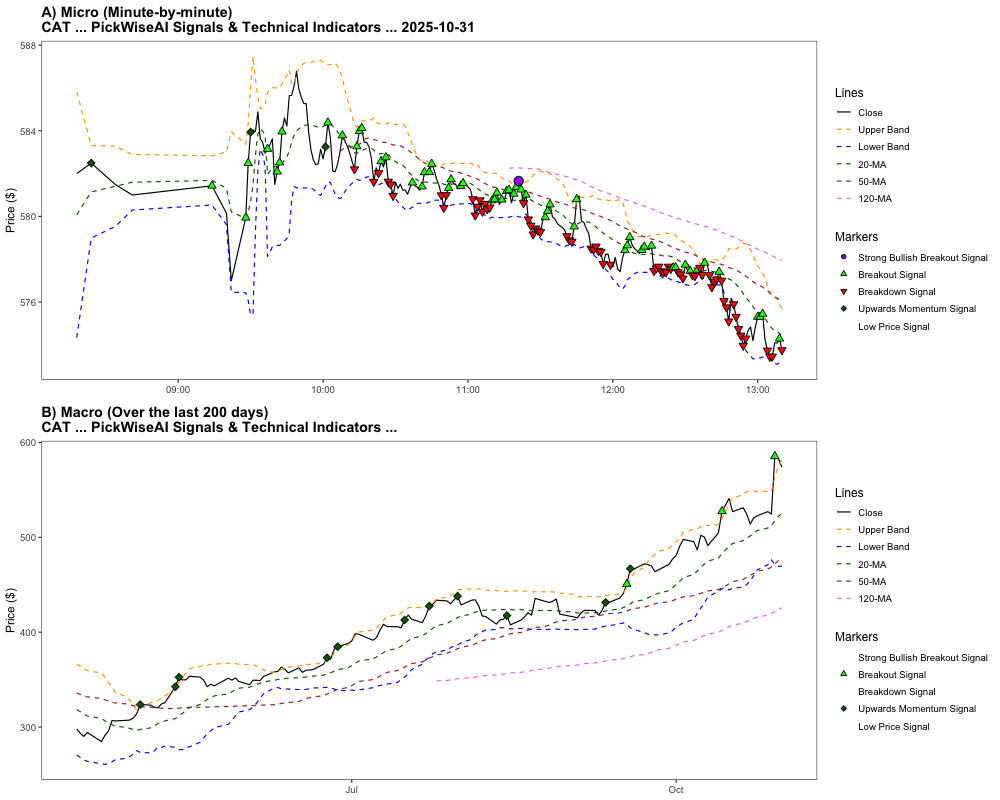 A) Micro (Minute-by-minute)
CAT ... PickWiseAI Signals & Technical Indicators ... 2025-10-31
588
584
580
576
Price ($)
09:00
10:00
11:00
12:00
13:00
Lines
Close
Upper Band
Lower Band
20-MA
50-MA
120-MA
Markers
Strong Bullish Breakout Signal
Breakout Signal
Breakdown Signal
Upwards Momentum Signal
Low Price Signal
B) Macro (Over the last 200 days)
CAT ... PickWiseAI Signals & Technical Indicators ...
600
500
400
300
Price ($)
Jul
Oct
Lines
Close
Upper Band
Lower Band
20-MA
50-MA
120-MA
Markers
Strong Bullish Breakout Signal
Breakout Signal
Breakdown Signal
Upwards Momentum Signal
Low Price Signal